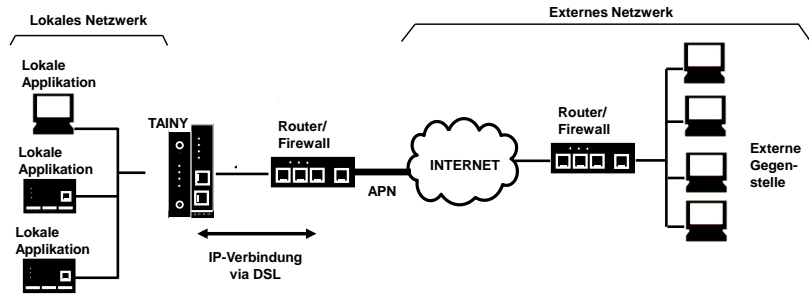 Lokales Netzwerk
Externes Netzwerk
Lokale
Applikation
TAINY
Router/
Firewall
Router/
Firewall
Lokale
Applikation
INTERNET
Externe
Gegen-
stelle
APN
Lokale
Applikation
IP-Verbindung
via DSL